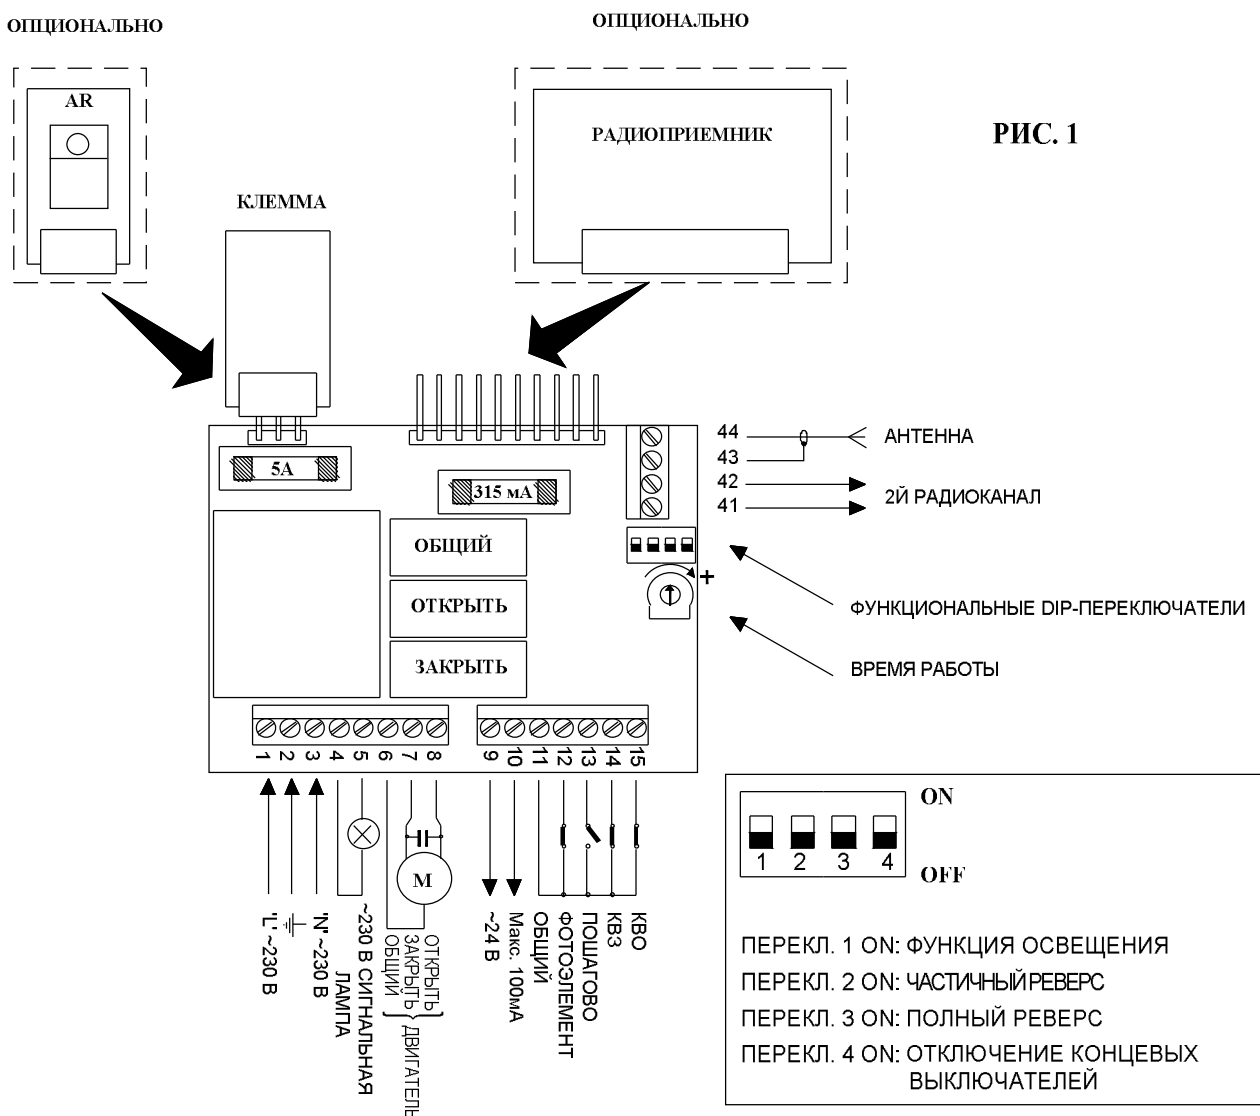 ОПЦИОНАЛЬНО
ОПЦИОНАЛЬНО
AR
РАДИОПРИЕМНИК
РИС. 1
КЛЕММА
5А
315 мА
44
43
42
41
АНТЕННА
2Й РАДИОКАНАЛ
ОБЩИЙ
ОТКРЫТЬ
ЗАКРЫТЬ
+
ФУНКЦИОНАЛЬНЫЕ DIP-ПЕРЕКЛЮЧАТЕЛИ
ВРЕМЯ РАБОТЫ
1 2 3 4 5 6 7 8
9 10 11 12 13 14 15
М
"L" ~230 В
"N" ~230 В
~230 В СИГНАЛЬНАЯ
ЛАМПА
ОТКРЫТЬ
ЗАКРЫТЬ
ОБЩИЙ
ДВИГАТЕЛЬ
~24 В
Макс. 100мА
ОБЩИЙ
ФОТОЭЛЕМЕНТ
ПОШАГОВО
КВЗ
КВО
ON
1 2 3 4
OFF
ПЕРЕКЛ. 1 ON: ФУНКЦИЯ ОСВЕЩЕНИЯ
ПЕРЕКЛ. 2 ON: ЧАСТИЧНЫЙ РЕВЕРС
ПЕРЕКЛ. 3 ON: ПОЛНЫЙ РЕВЕРС
ПЕРЕКЛ. 4 ON: ОТКЛЮЧЕНИЕ КОНЦЕВЫХ
ВЫКЛЮЧАТЕЛЕЙ